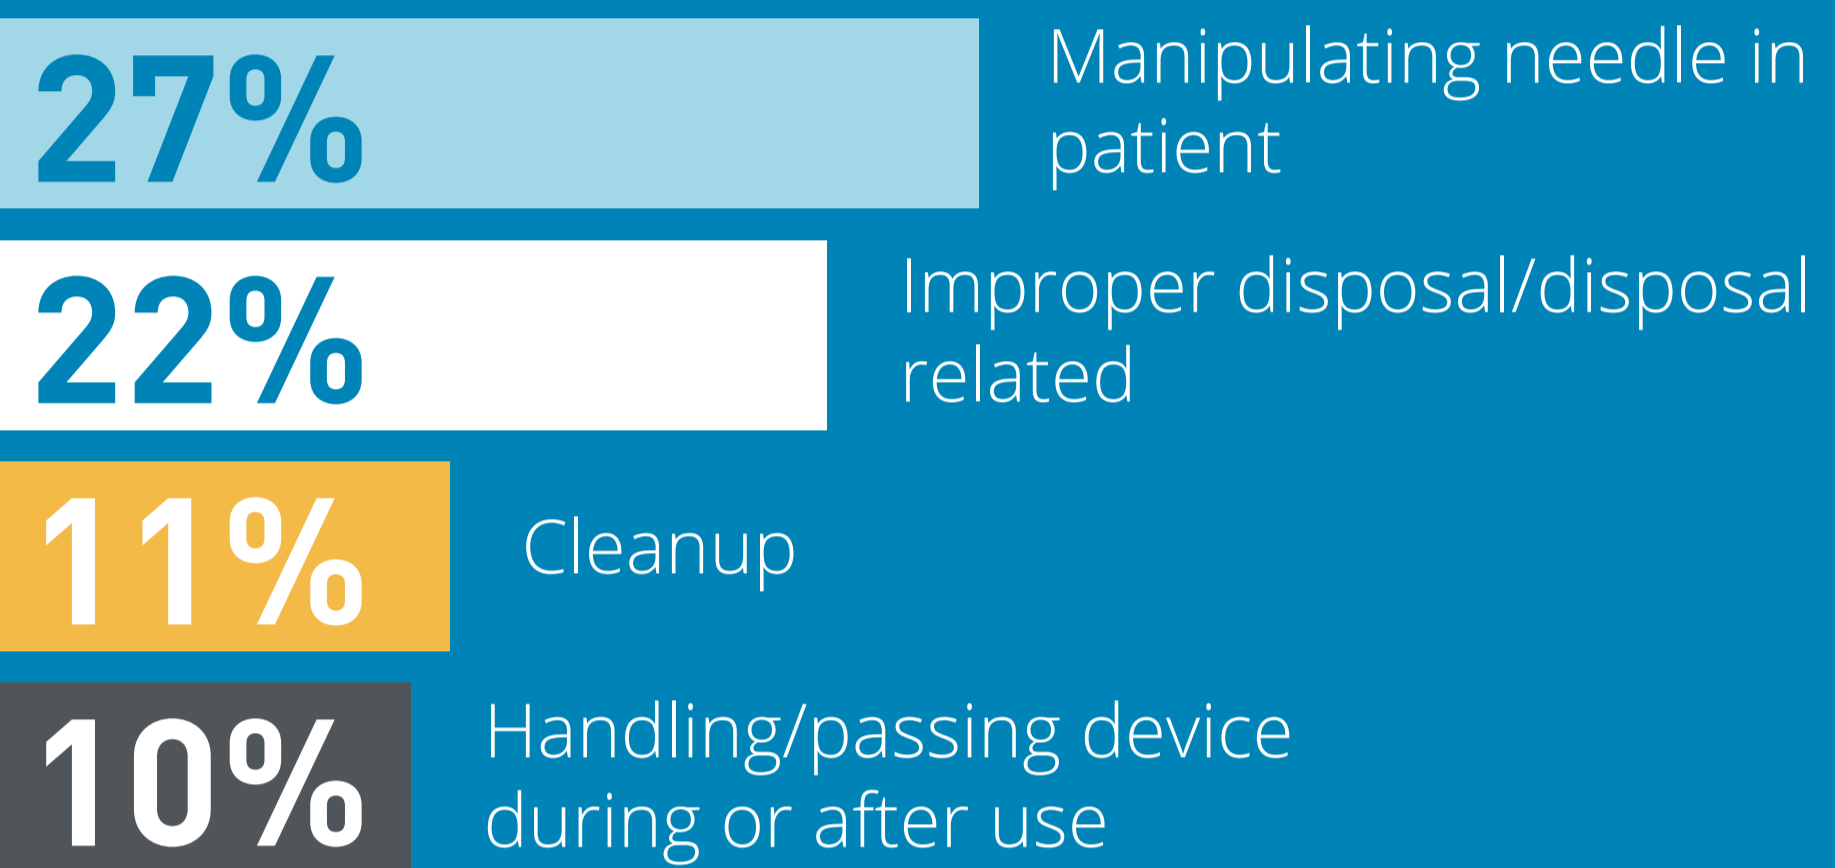 27%
Manipulating needle in
patient
22%
Improper disposal/disposal
related
11%
Cleanup
10%
Handling/passing device
during or after use